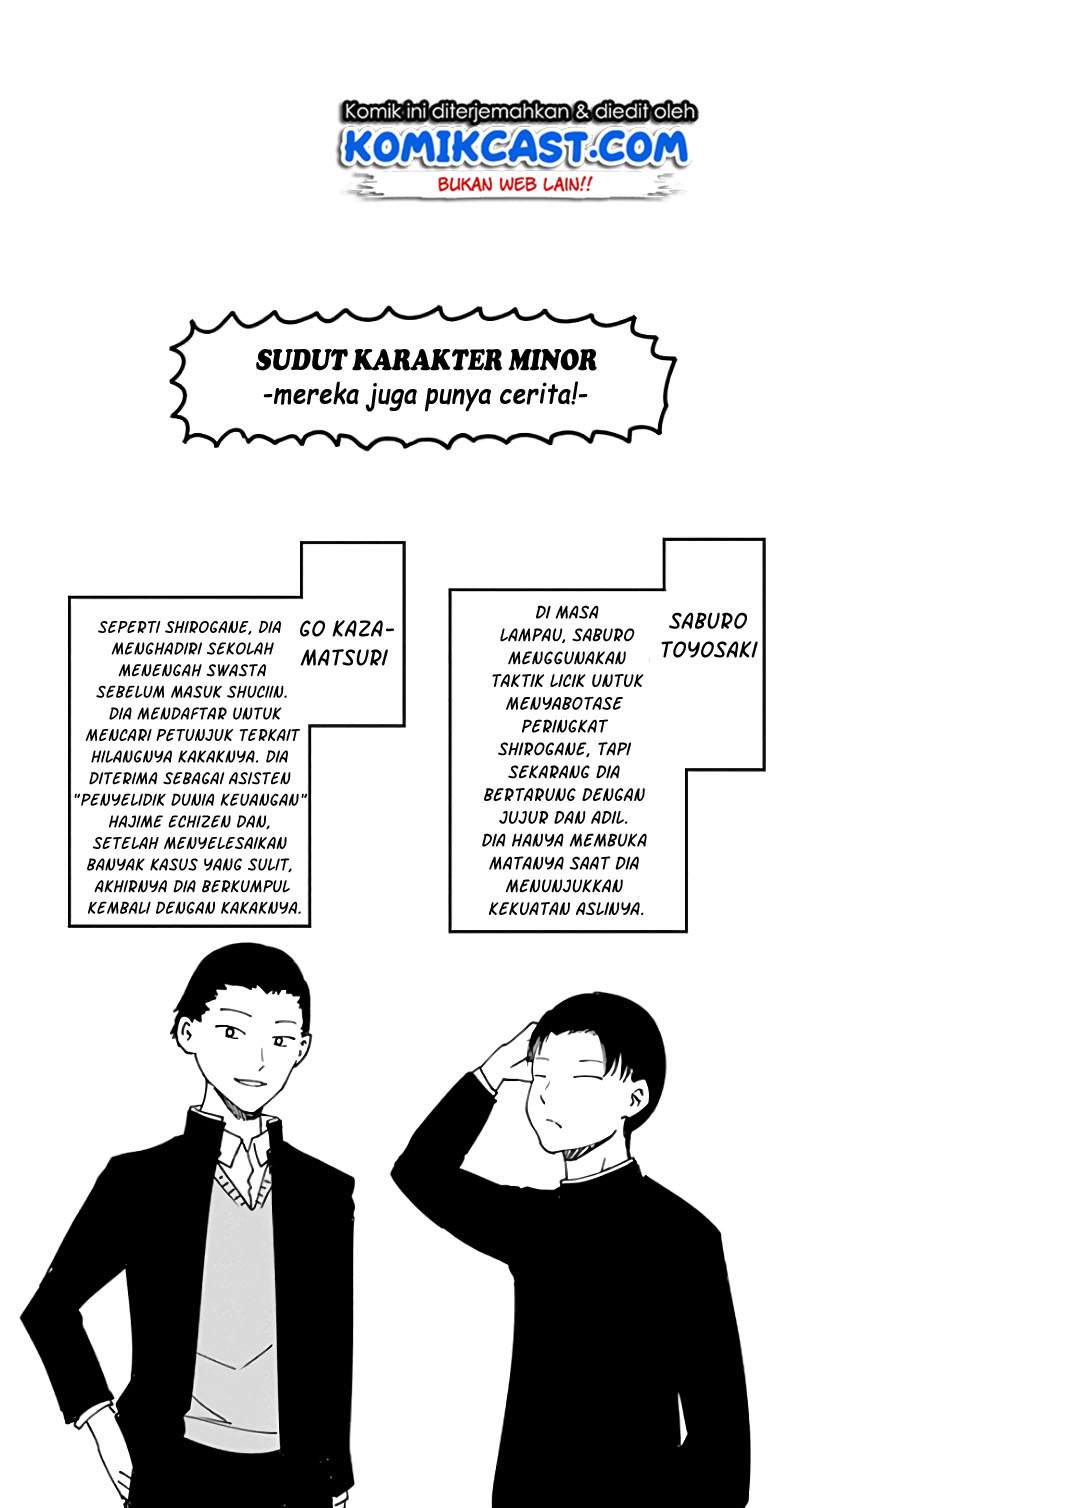 Komik ini diterjemahkan & diedit oleh
KOMIKCAST.COM
BUKAN WEB LAIN!!
SUDUT KARAKTER MINOR
-mereka juga punya cerita!-
GO KAZA-
MATSURI
SEPERTI SHIROGANE, DIA
MENGHADIRI SEKOLAH
MENENGAH SWASTA
SEBELUM MASUK SHUCIIN.
DIA MENDAFTAR UNTUK
MENCARI PETUNJUK TERKAIT
HILANGNYA KAKAKNYA. DIA
DITERIMA SEBAGAI ASISTEN
"PENYELIDIK DUNIA KEUANGAN"
HAJIME ECHIZEN DAN,
SETELAH MENYELESAIKAN
BANYAK KASUS YANG SULIT,
AKHIRNYA DIA BERKUMPUL
KEMBALI DENGAN KAKAKNYA.
SABURO
TOYOSAKI
DI MASA
LAMPAU, SABURO
MENGGUNAKAN
TAKTIK LICIK UNTUK
MENYABOTASE
PERINGKAT
SHIROGANE, TAPI
SEKARANG DIA
BERTARUNG DENGAN
JUJUR DAN ADIL.
DIA HANYA MEMBUKA
MATANYA SAAT DIA
MENUNJUKKAN
KEKUATAN ASLINYA.